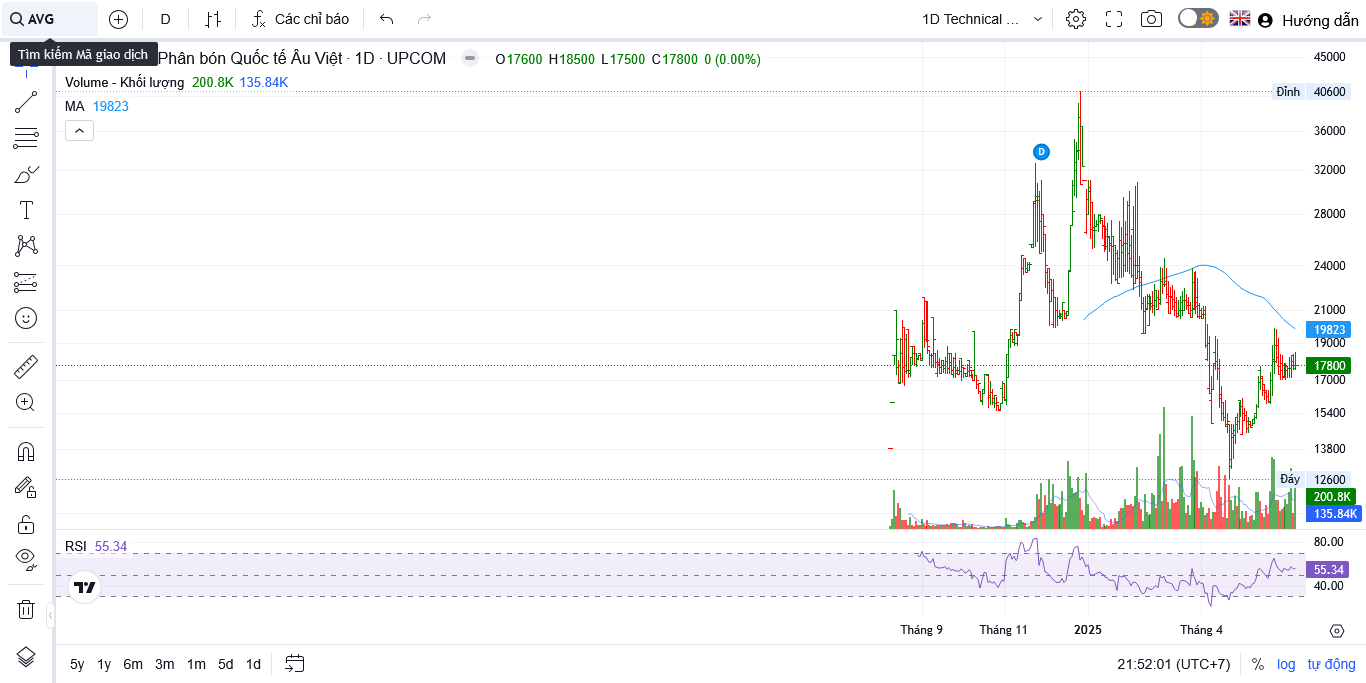 AVG D Các chỉ báo 1D Technical ... Hướng dẫn
Tìm kiếm Mã giao dịch
Phân bón Quốc tế Âu Việt · 1D · UPCOM O17600 H18500 L17500 C17800 0 (0.00%)
Volume - Khối lượng 200.8K 135.84K
MA 19823
45000
Đỉnh 40600
36000
D
32000
28000
24000
21000
19823
19000
17800
17000
15400
13800
Đáy 12600
200.8K
135.84K
RSI 55.34
80.00
55.34
40.00
Tháng 9 Tháng 11 2025 Tháng 4
5y 1y 6m 3m 1m 5d 1d 21:52:01 (UTC+7) % log tự động